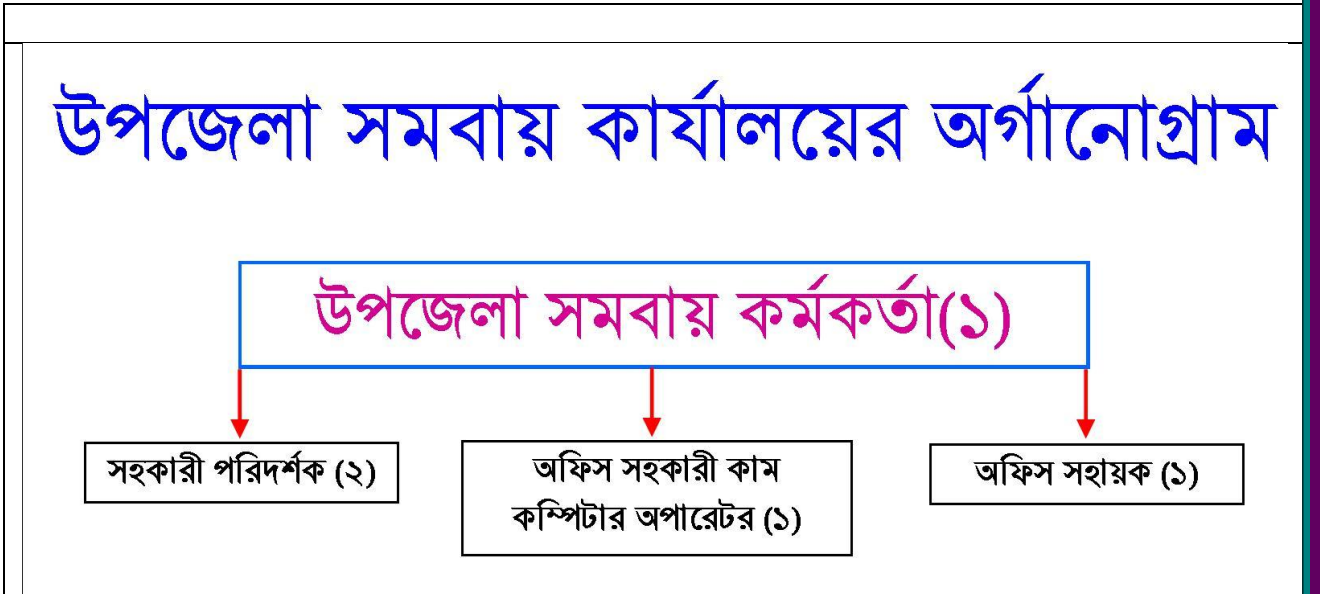 উপজেলা সমবায় কার্যালয়ের অর্গানোগ্রাম
উপজেলা সমবায় কর্মকর্তা(১)
সহকারী পরিদর্শক (২)
অফিস সহকারী কাম
কম্পিটার অপারেটর (১)
অফিস সহায়ক (১)